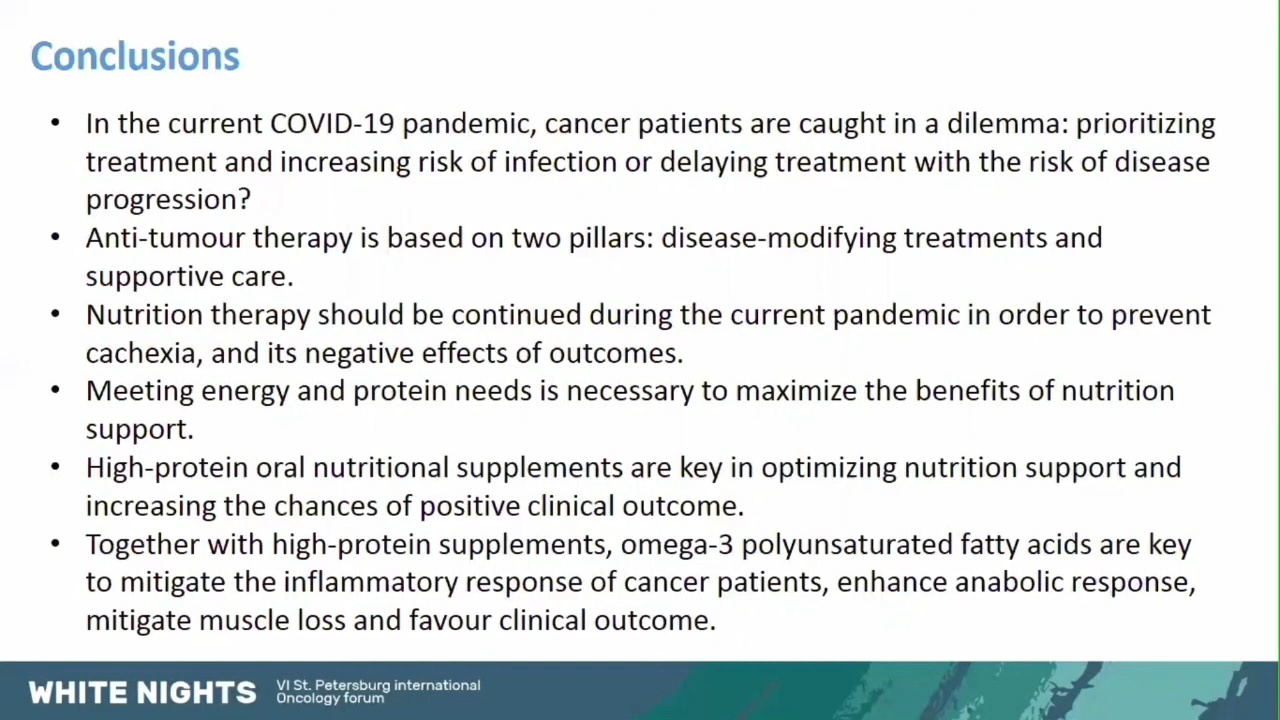 Conclusions
• In the current COVID-19 pandemic, cancer patients are caught in a dilemma: prioritizing
treatment and increasing risk of infection or delaying treatment with the risk of disease
progression?
• Anti-tumour therapy is based on two pillars: disease-modifying treatments and
supportive care.
• Nutrition therapy should be continued during the current pandemic in order to prevent
cachexia, and its negative effects of outcomes.
• Meeting energy and protein needs is necessary to maximize the benefits of nutrition
support.
• High-protein oral nutritional supplements are key in optimizing nutrition support and
increasing the chances of positive clinical outcome.
• Together with high-protein supplements, omega-3 polyunsaturated fatty acids are key
to mitigate the inflammatory response of cancer patients, enhance anabolic response,
mitigate muscle loss and favour clinical outcome.
WHITE NIGHTS
VI St. Petersburg international
Oncology forum